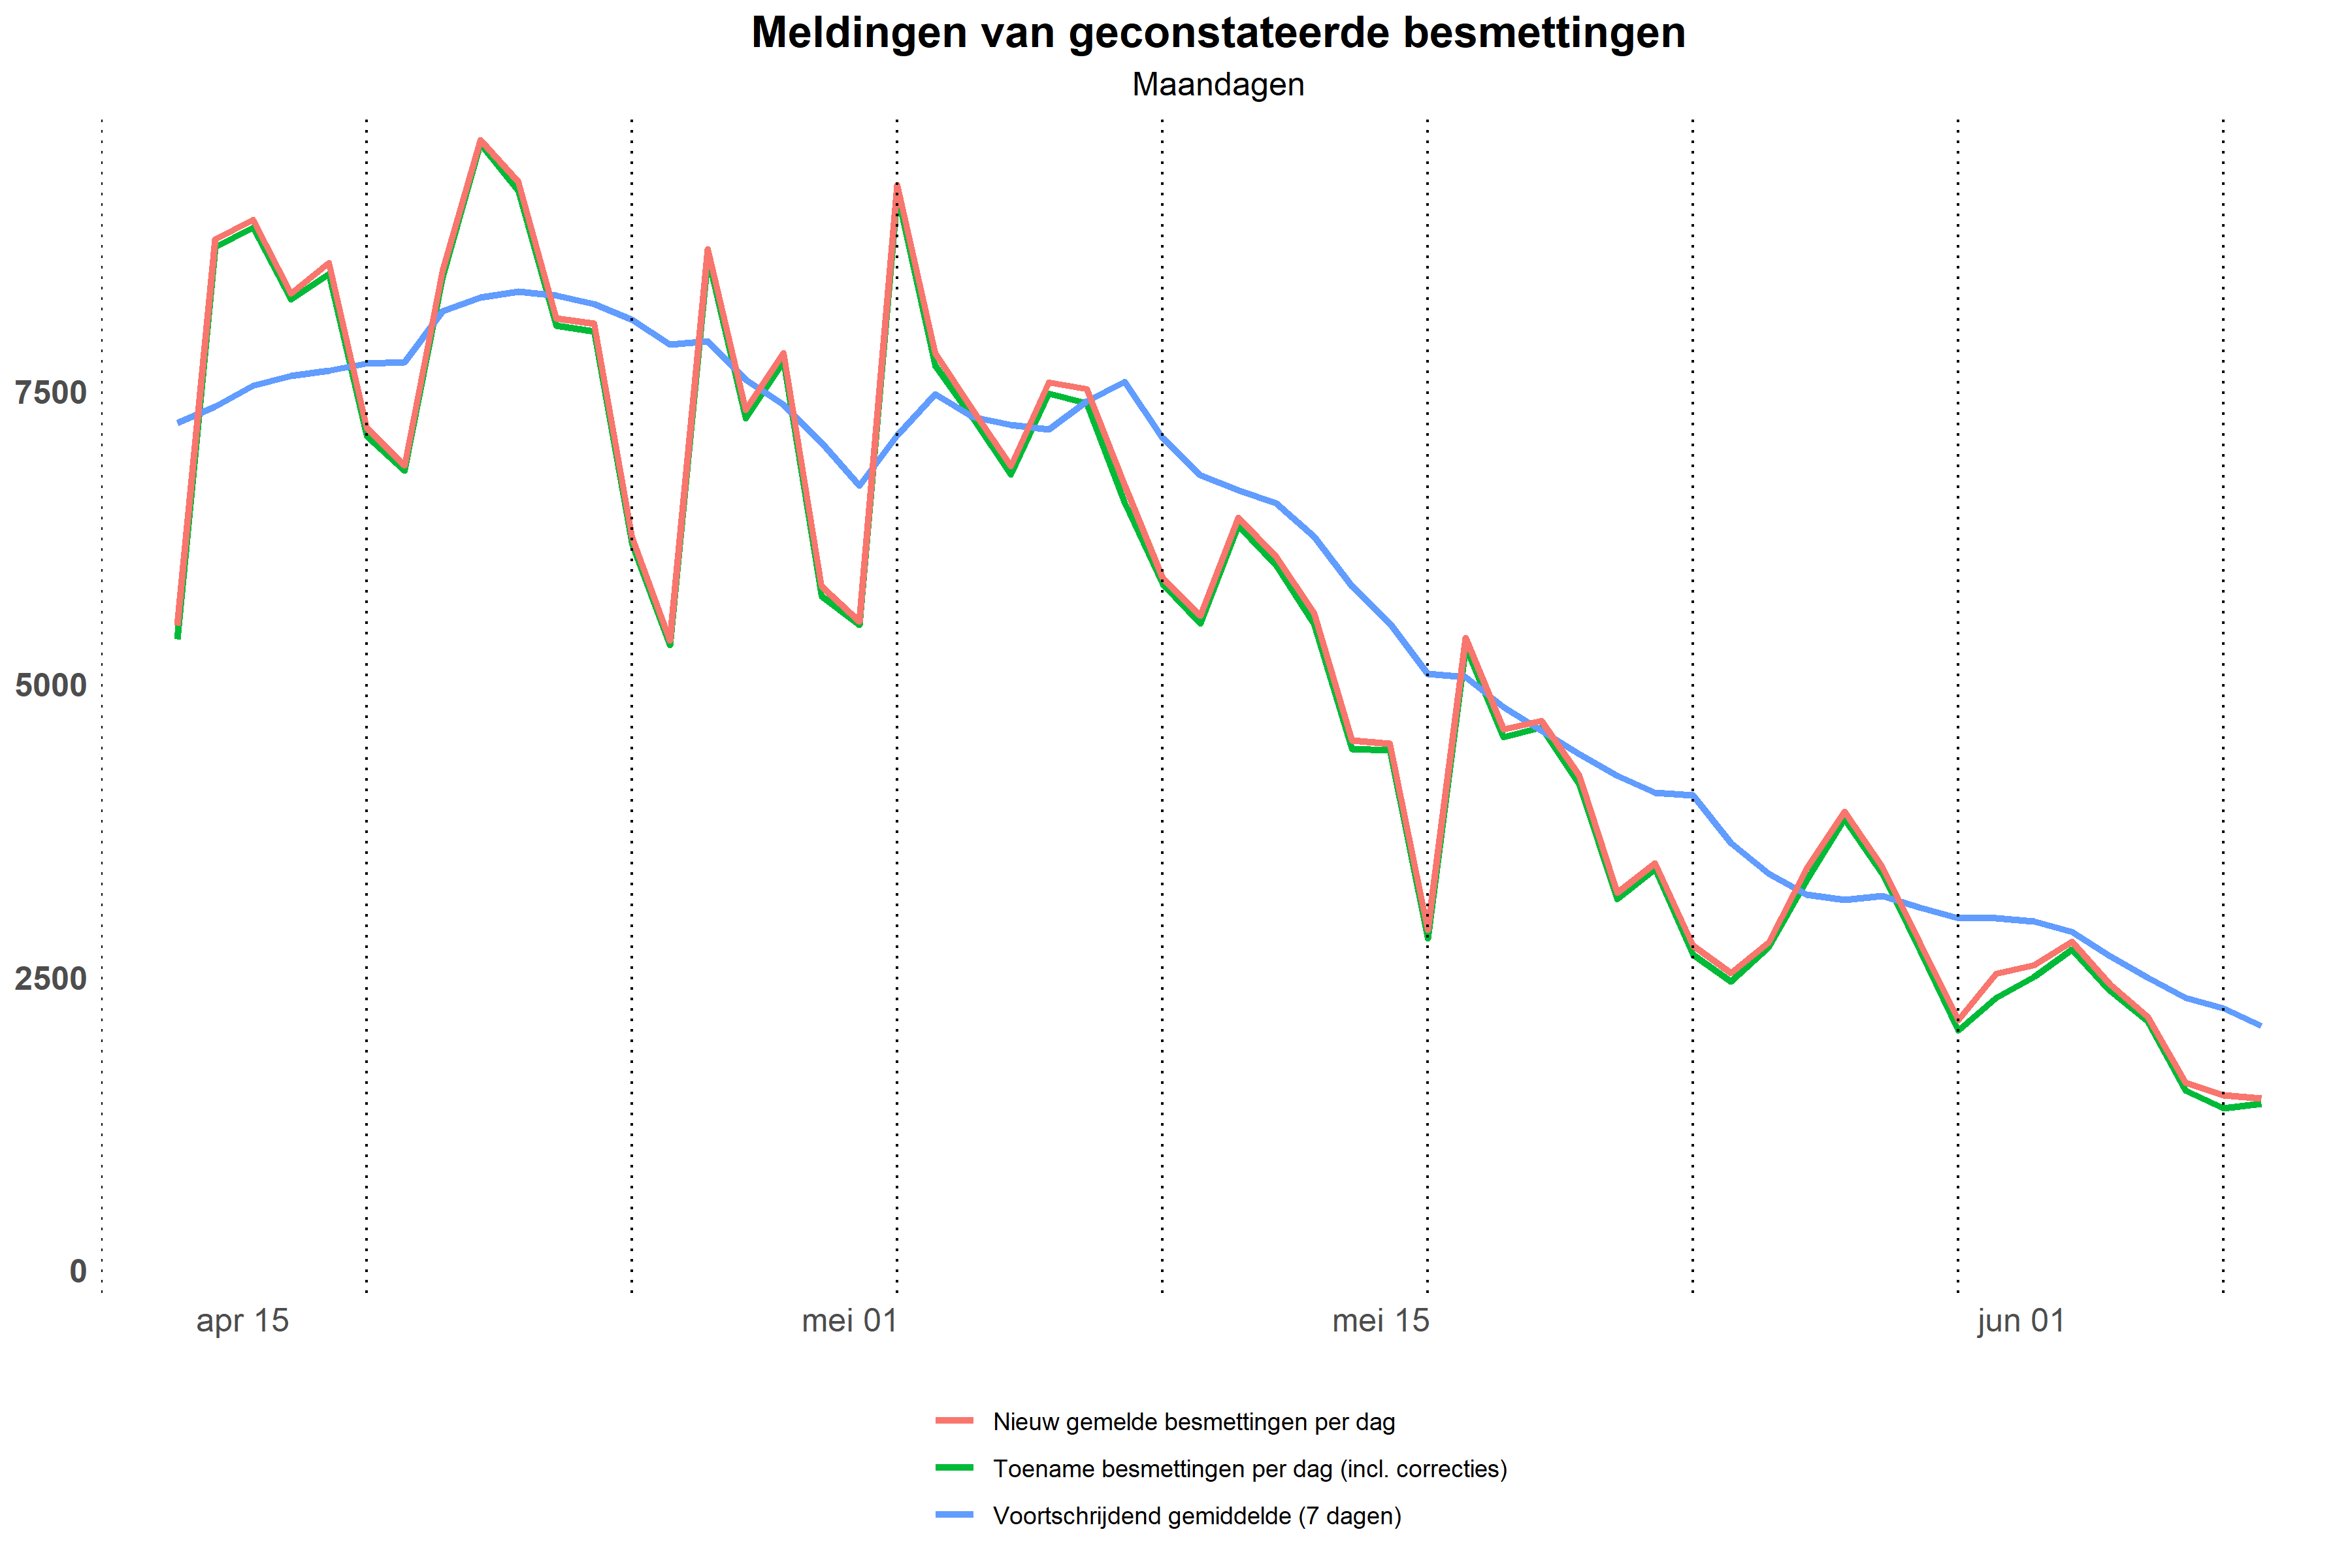 Meldingen van geconstateerde besmettingen
Maandagen
7500
5000
2500
0
apr 15
mei 01
mei 15
jun 01
Nieuw gemelde besmettingen per dag
Toename besmettingen per dag (incl. correcties)
Voortschrijdend gemiddelde (7 dagen)